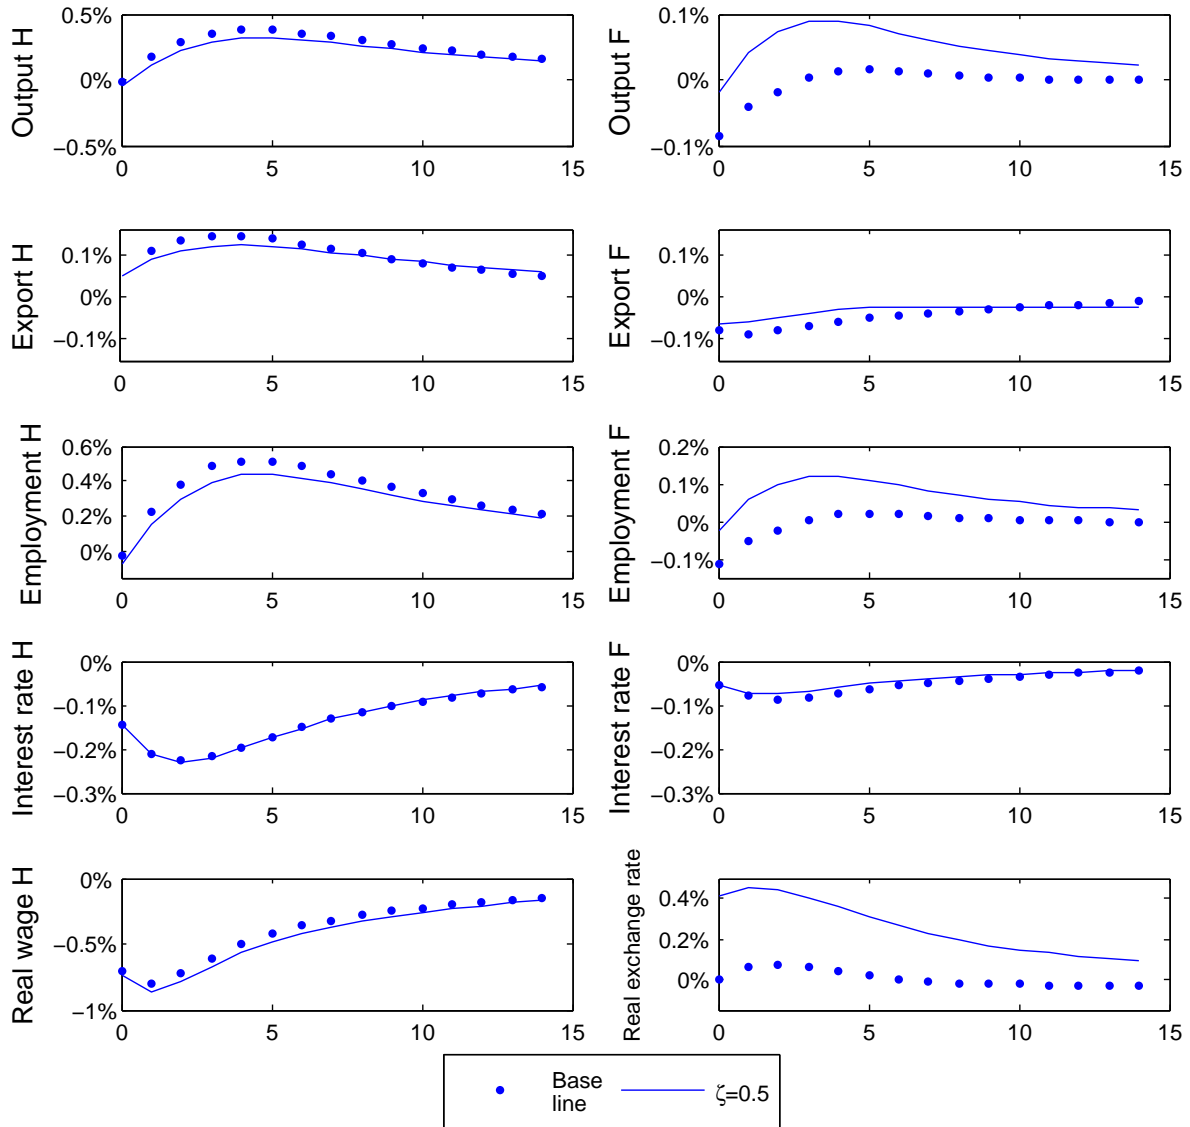 Output H
0.5%
0%
−0.5%
0 5 10 15
Output F
0.1%
0%
−0.1%
0 5 10 15
Export H
0.1%
0%
−0.1%
0 5 10 15
Export F
0.1%
0%
−0.1%
0 5 10 15
Employment H
0.6%
0.4%
0.2%
0%
0 5 10 15
Employment F
0.2%
0.1%
0%
−0.1%
0 5 10 15
Interest rate H
0%
−0.1%
−0.2%
−0.3%
0 5 10 15
Interest rate F
0%
−0.1%
−0.2%
−0.3%
0 5 10 15
Real wage H
0%
−0.5%
−1%
0 5 10 15
Real exchange rate
0.4%
0.2%
0%
0 5 10 15
Base
line
ζ=0.5